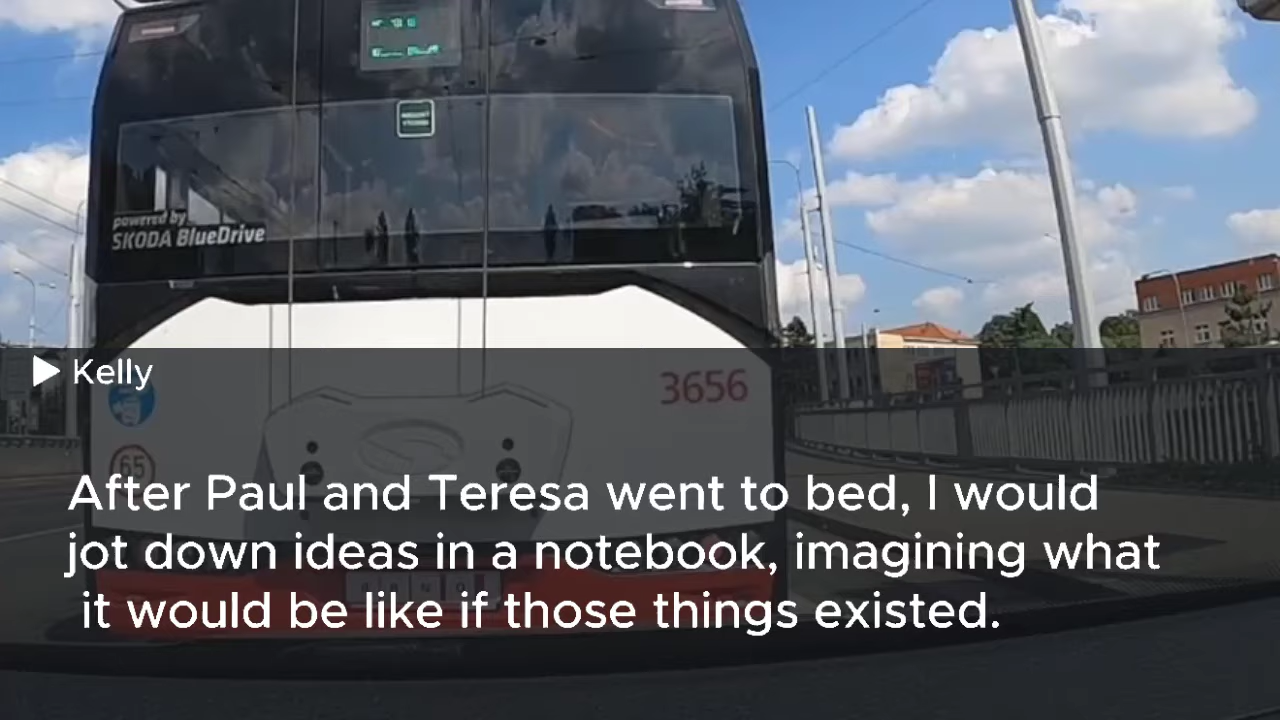 powered by
SKODA BlueDrive
Kelly
3656
65
After Paul and Teresa went to bed, I would
jot down ideas in a notebook, imagining what
it would be like if those things existed.